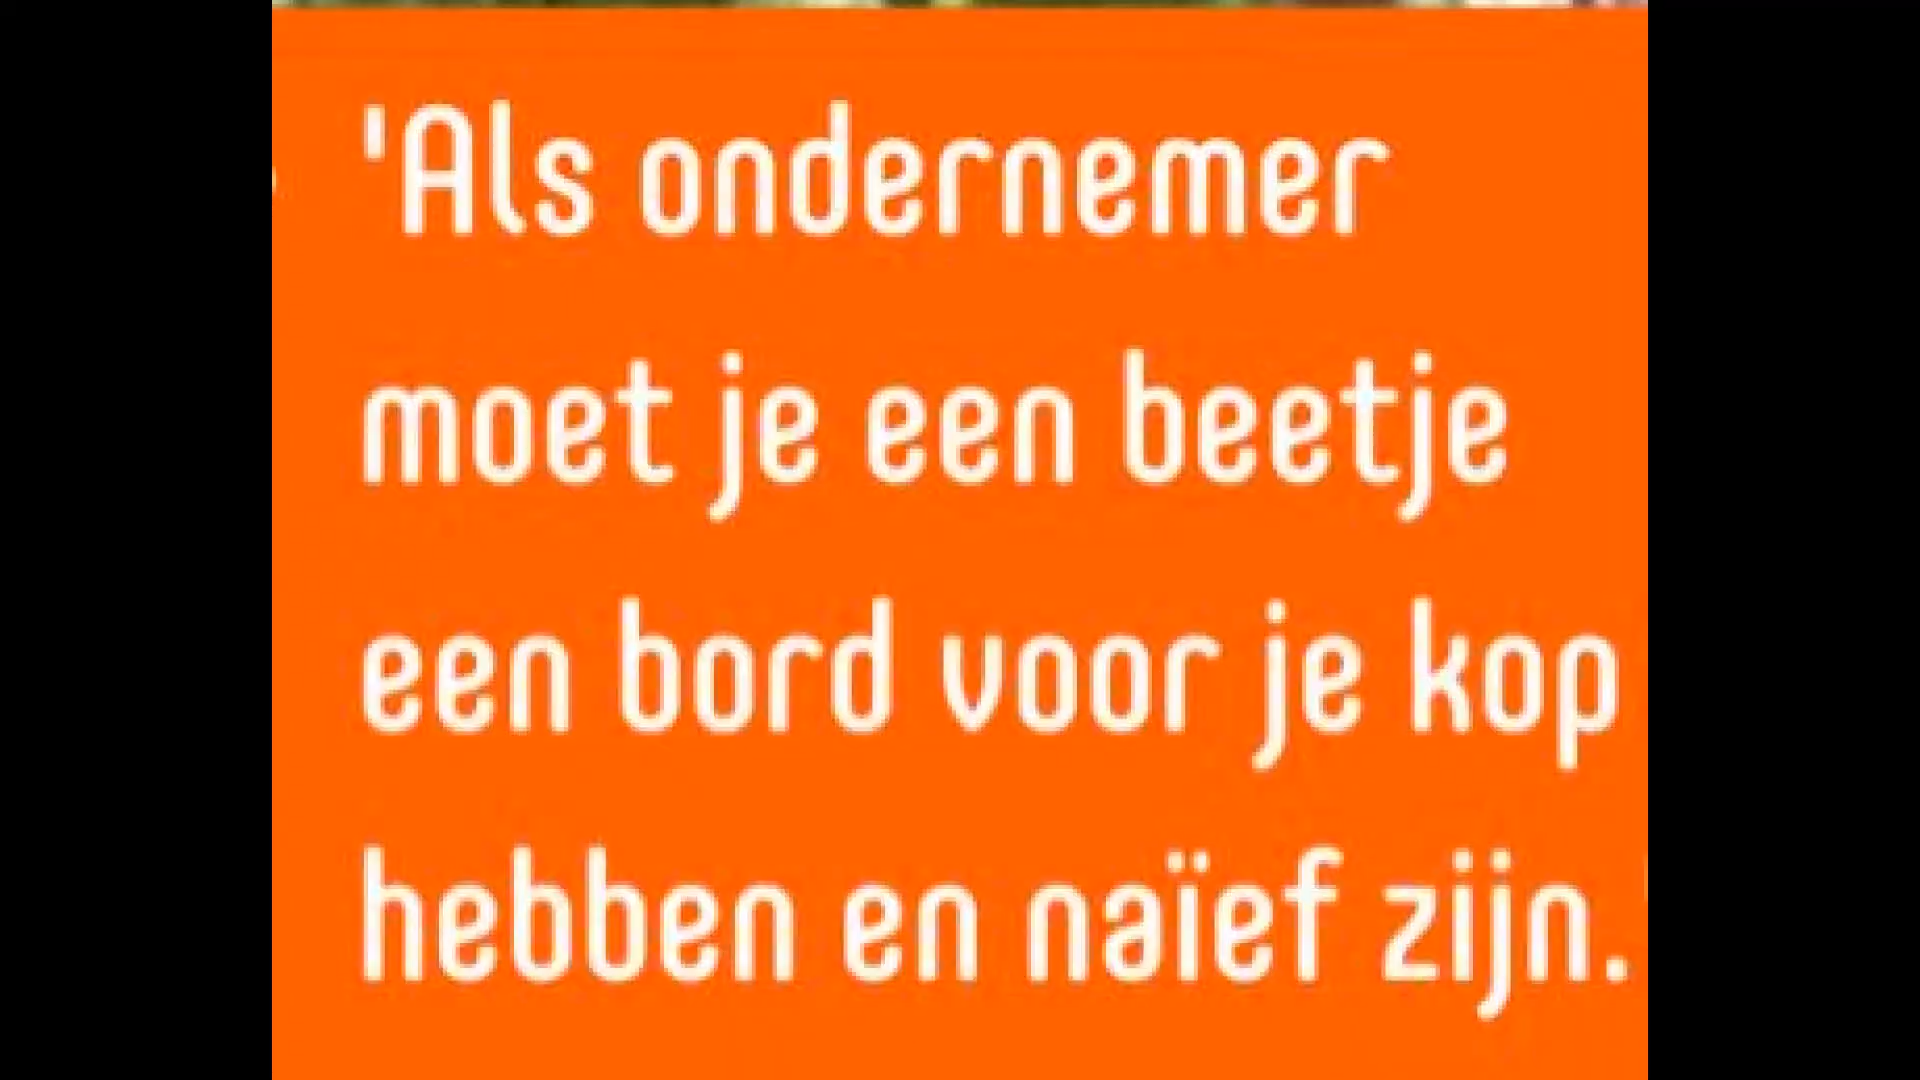 'Als ondernemer
moet je een beetje
een bord voor je kop
hebben en naïef zijn.